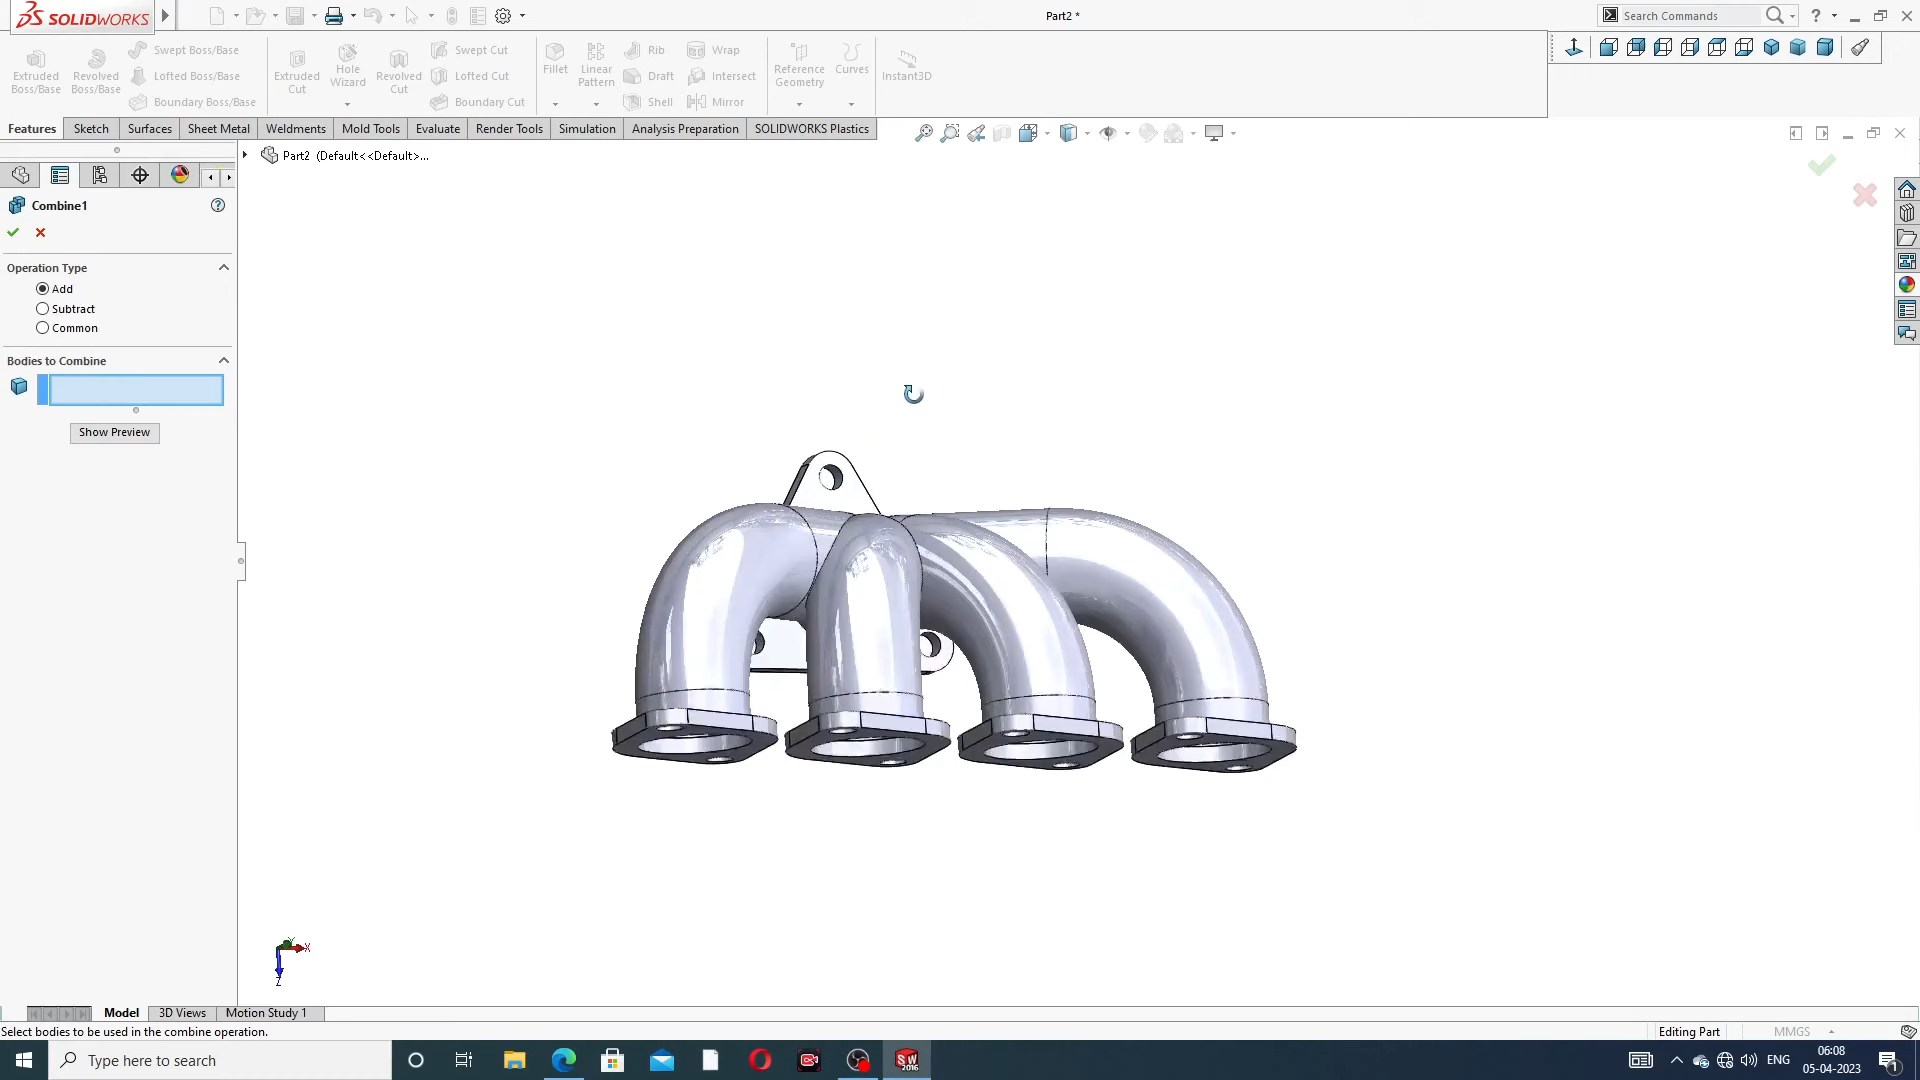 SOLIDWORKS
Part2 *
Search Commands
Extruded Boss/Base
Revolved Boss/Base
Swept Boss/Base
Lofted Boss/Base
Boundary Boss/Base
Extruded Cut
Hole Wizard
Revolved Cut
Swept Cut
Lofted Cut
Boundary Cut
Fillet
Linear Pattern
Rib
Draft
Shell
Wrap
Intersect
Mirror
Reference Geometry
Curves
Instant3D
Features
Sketch
Surfaces
Sheet Metal
Weldments
Mold Tools
Evaluate
Render Tools
Simulation
Analysis Preparation
SOLIDWORKS Plastics
Part2 (Default<<Default>...
Combine1
Operation Type
Add
Subtract
Common
Bodies to Combine
Show Preview
Y
X
Z
Model
3D Views
Motion Study 1
Select bodies to be used in the combine operation.
Editing Part
MMGS
Type here to search
SW
2016
ENG
06:08
05-04-2023
1